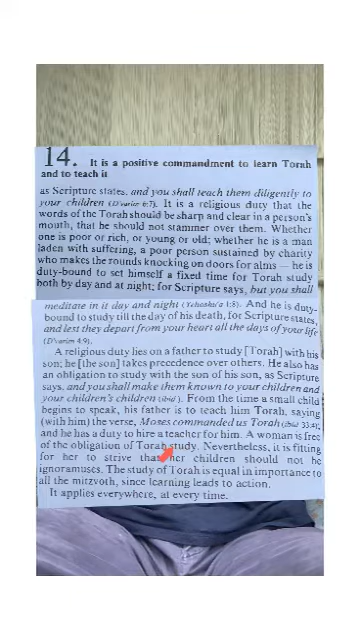 14. It is a positive commandment to learn Torah
and to teach it
as Scripture states, and you shall teach them diligently to
your children (D'varim 6:7). It is a religious duty that the
words of the Torah should be sharp and clear in a person's
mouth, that he should not stammer over them. Whether
one is poor or rich, or young or old; whether he is a man
laden with suffering, a poor person sustained by charity
who makes the rounds knocking on doors for alms — he is
duty-bound to set himself a fixed time for Torah study
both by day and at night; for Scripture says, but you shall
meditate in it day and night (Yehoshu'a 1:8). And he is duty-
bound to study till the day of his death, for Scripture states,
and lest they depart from your heart all the days of your life
(D'varim 4:9).
A religious duty lies on a father to study [Torah] with his
son; he [the son] takes precedence over others. He also has
an obligation to study with the son of his son, as Scripture
says, and you shall make them known to your children and
your children's children (ibid). From the time a small child
begins to speak, his father is to teach him Torah, saying
(with him) the verse, Moses commanded us Torah (ibid 33:4);
and he has a duty to hire a teacher for him. A woman is free
of the obligation of Torah study. Nevertheless, it is fitting
for her to strive that her children should not be
ignoramuses. The study of Torah is equal in importance to
all the mitzvoth, since learning leads to action.
It applies everywhere, at every time.